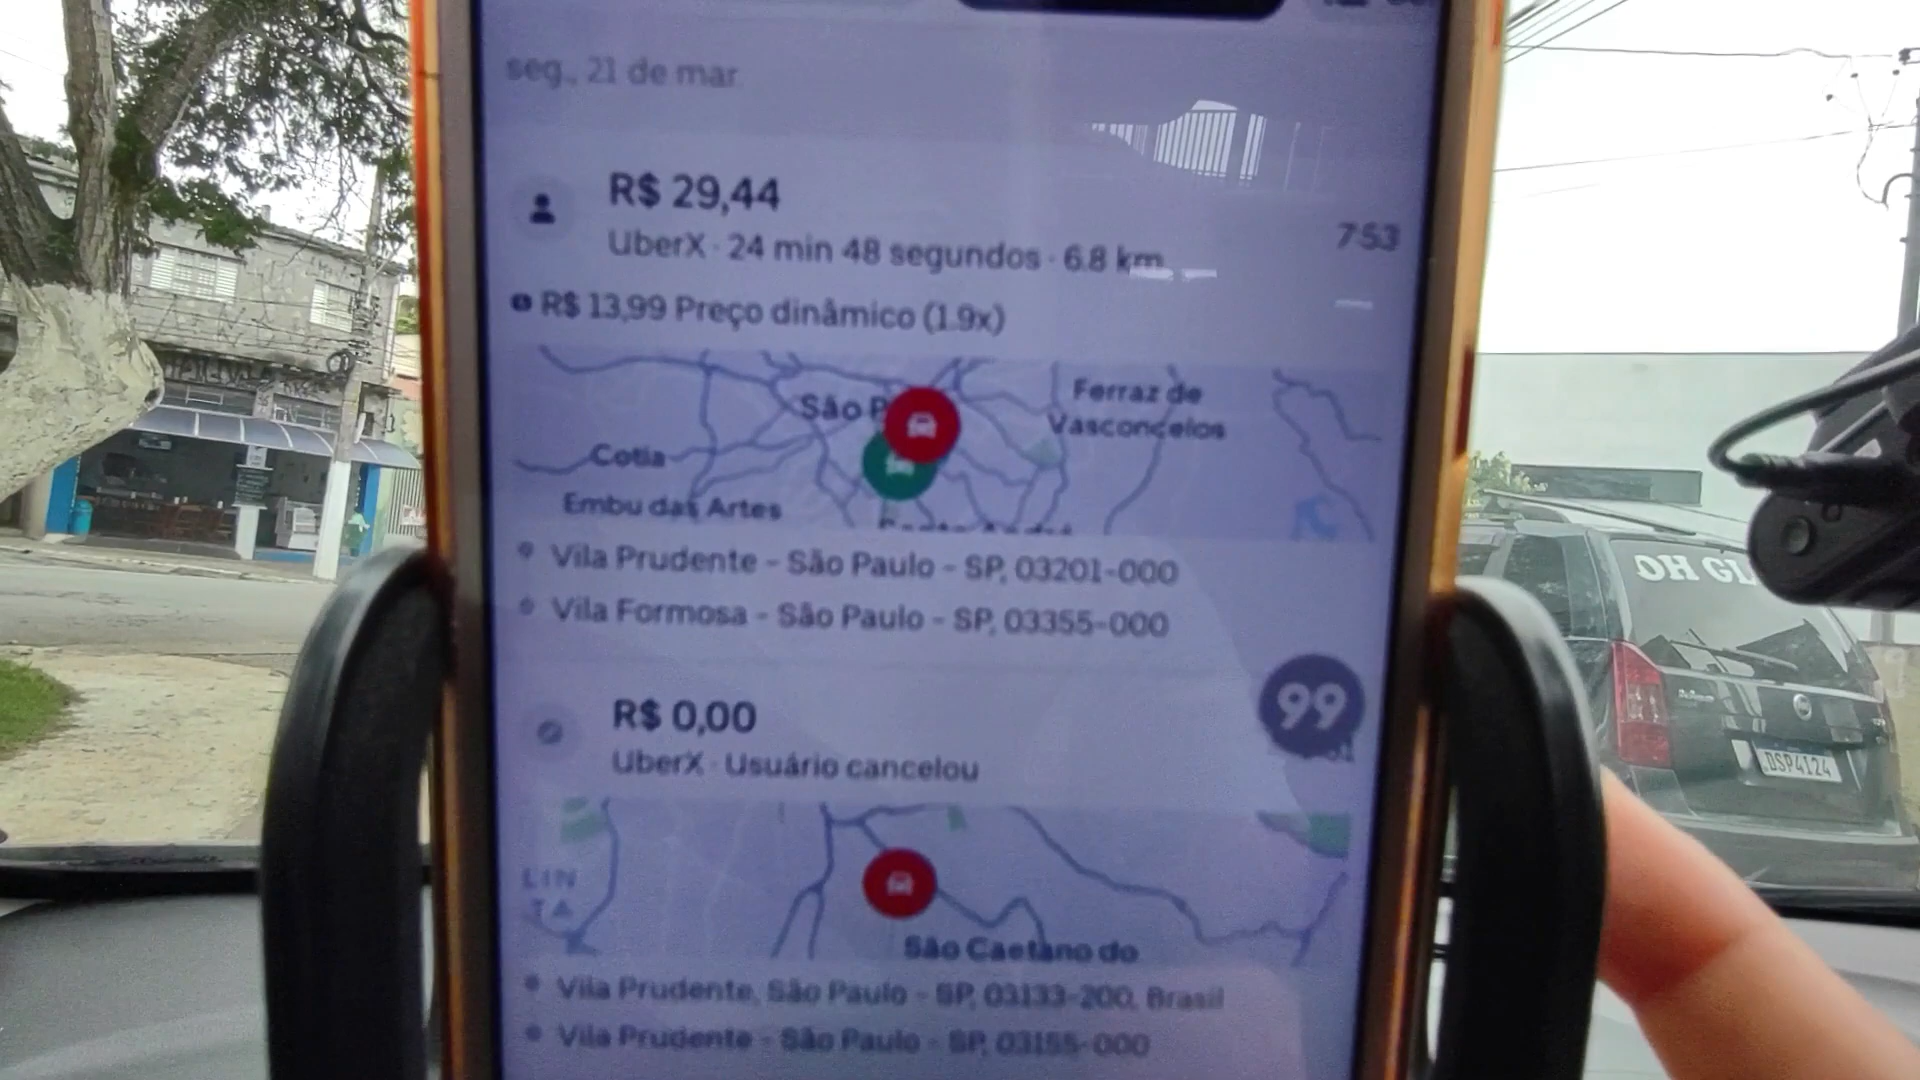 seg., 21 de mar.
R$ 29,44
7:53
UberX · 24 min 48 segundos · 6.8 km
R$ 13,99 Preço dinâmico (1.9x)
São P
Ferraz de
Vasconcelos
Cotia
Embu das Artes
Vila Prudente - São Paulo - SP, 03201-000
Vila Formosa - São Paulo - SP, 03355-000
R$ 0,00
99
UberX · Usuário cancelou
São Caetano do
Vila Prudente, São Paulo - SP, 03133-200, Brasil
Vila Prudente - São Paulo - SP, 03155-000
OH GL
DSP4124